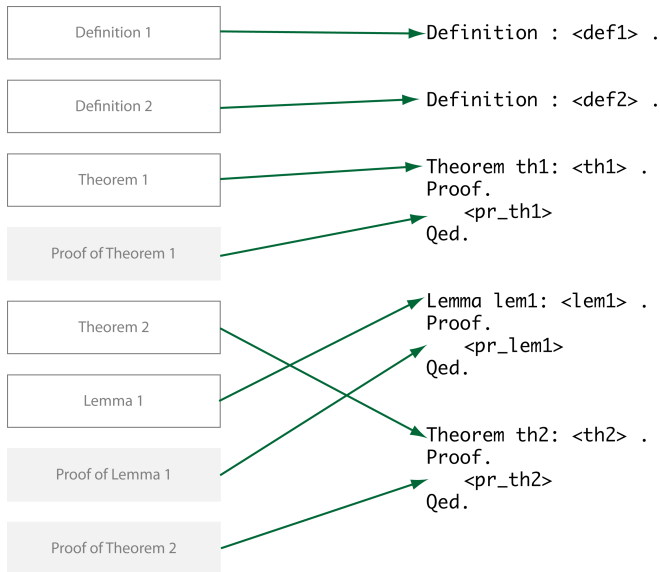 Definition 1
Definition 2
Theorem 1
Proof of Theorem 1
Theorem 2
Lemma 1
Proof of Lemma 1
Proof of Theorem 2
Definition : <def1> .
Definition : <def2> .
Theorem th1: <th1> .
Proof.
<pr_th1>
Qed.
Lemma lem1: <lem1> .
Proof.
<pr_lem1>
Qed.
Theorem th2: <th2> .
Proof.
<pr_th2>
Qed.